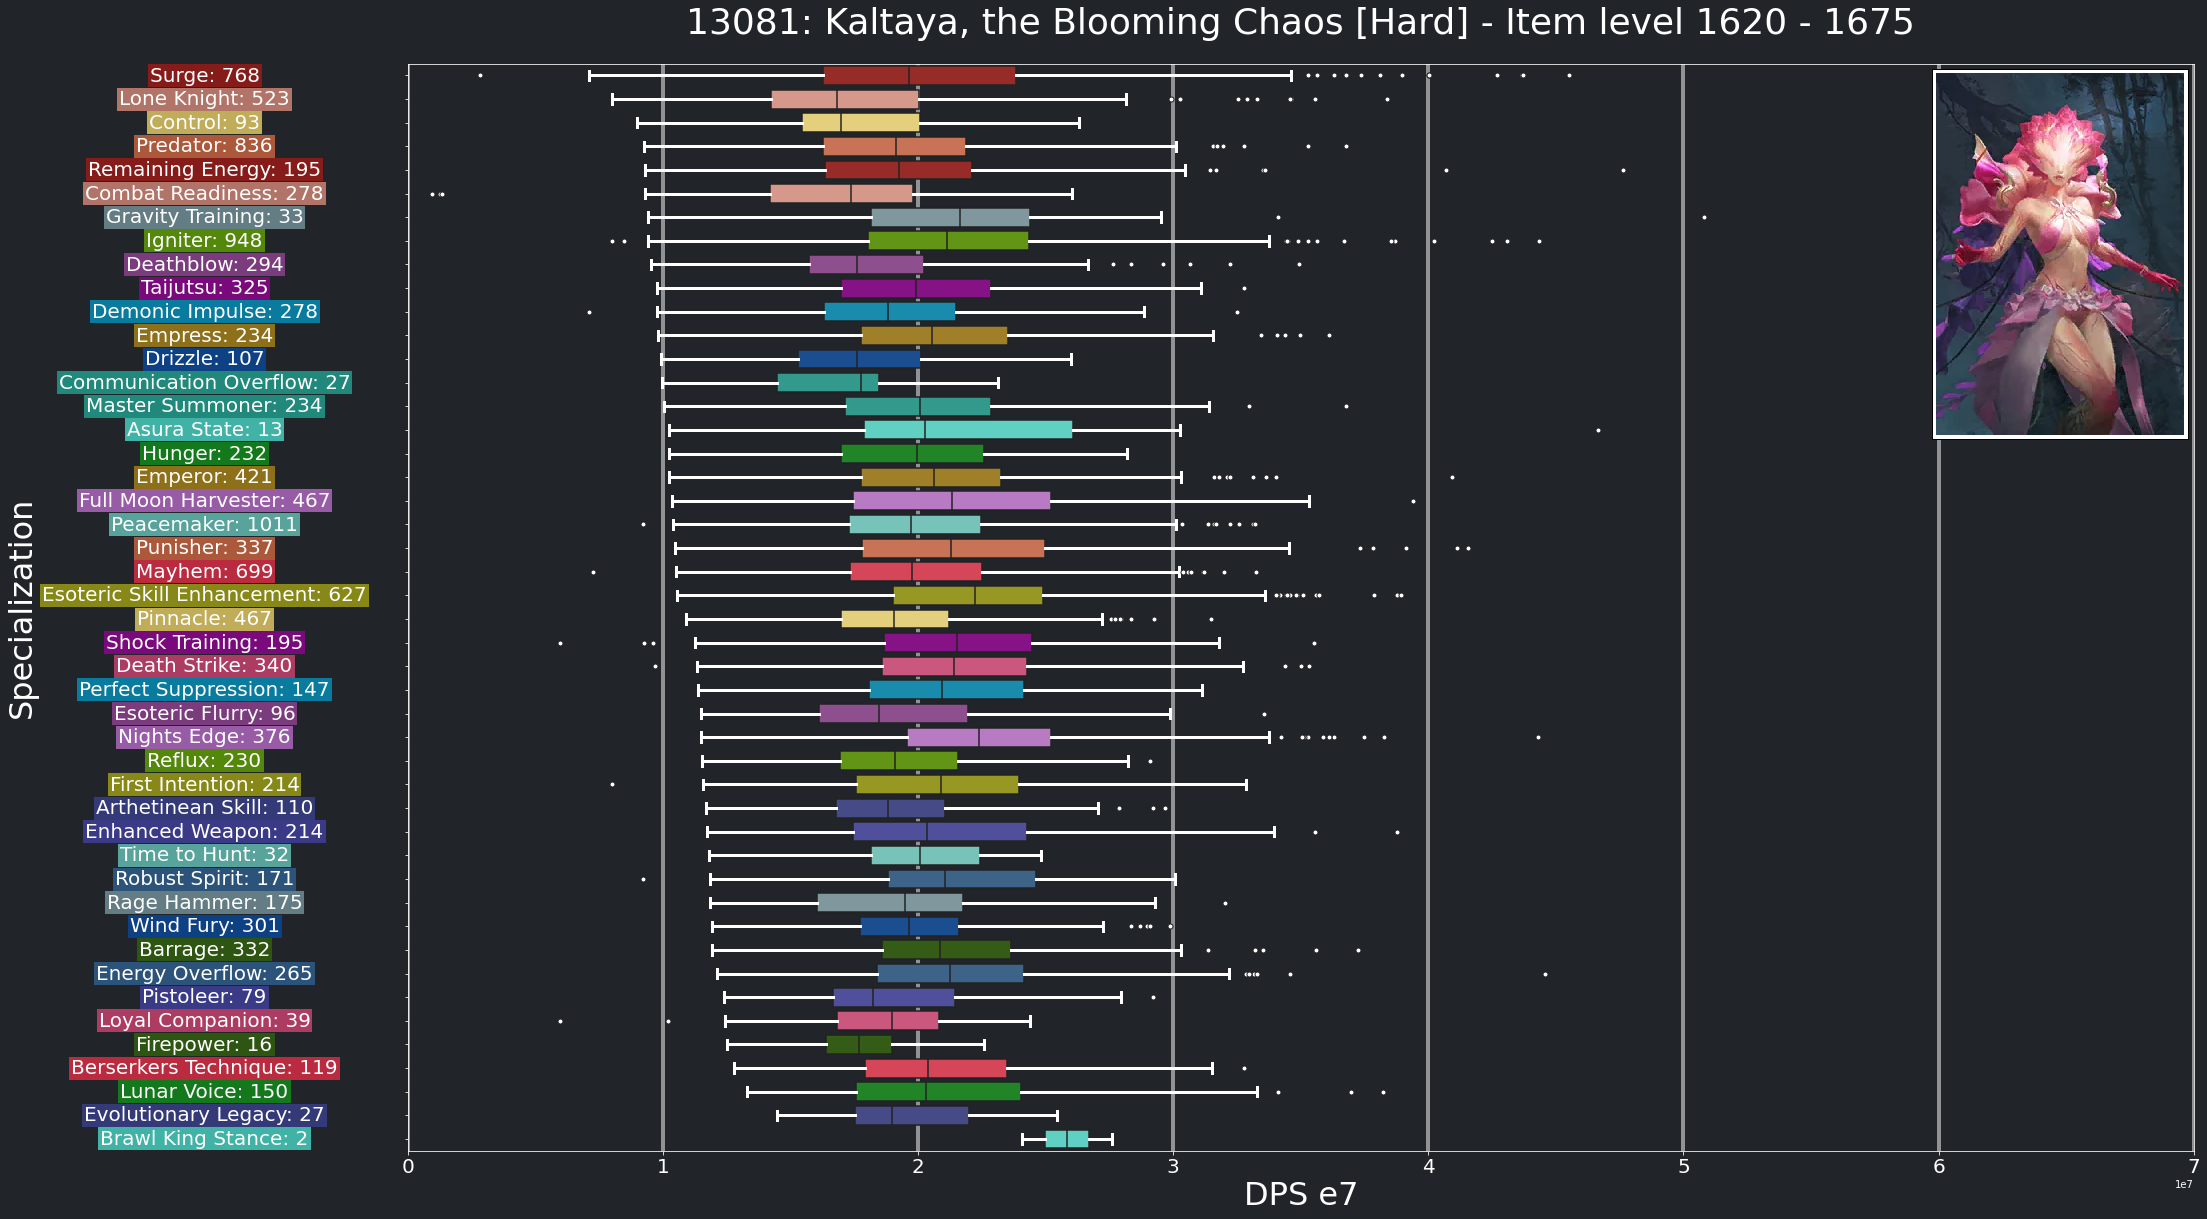 13081: Kaltaya, the Blooming Chaos [Hard] - Item level 1620 - 1675
Specialization
Surge: 768
Lone Knight: 523
Control: 93
Predator: 836
Remaining Energy: 195
Combat Readiness: 278
Gravity Training: 33
Igniter: 948
Deathblow: 294
Taijutsu: 325
Demonic Impulse: 278
Empress: 234
Drizzle: 107
Communication Overflow: 27
Master Summoner: 234
Asura State: 13
Hunger: 232
Emperor: 421
Full Moon Harvester: 467
Peacemaker: 1011
Punisher: 337
Mayhem: 699
Esoteric Skill Enhancement: 627
Pinnacle: 467
Shock Training: 195
Death Strike: 340
Perfect Suppression: 147
Esoteric Flurry: 96
Nights Edge: 376
Reflux: 230
First Intention: 214
Arthetinean Skill: 110
Enhanced Weapon: 214
Time to Hunt: 32
Robust Spirit: 171
Rage Hammer: 175
Wind Fury: 301
Barrage: 332
Energy Overflow: 265
Pistoleer: 79
Loyal Companion: 39
Firepower: 16
Berserkers Technique: 119
Lunar Voice: 150
Evolutionary Legacy: 27
Brawl King Stance: 2
0 1 2 3 4 5 6 7
1e7
DPS e7